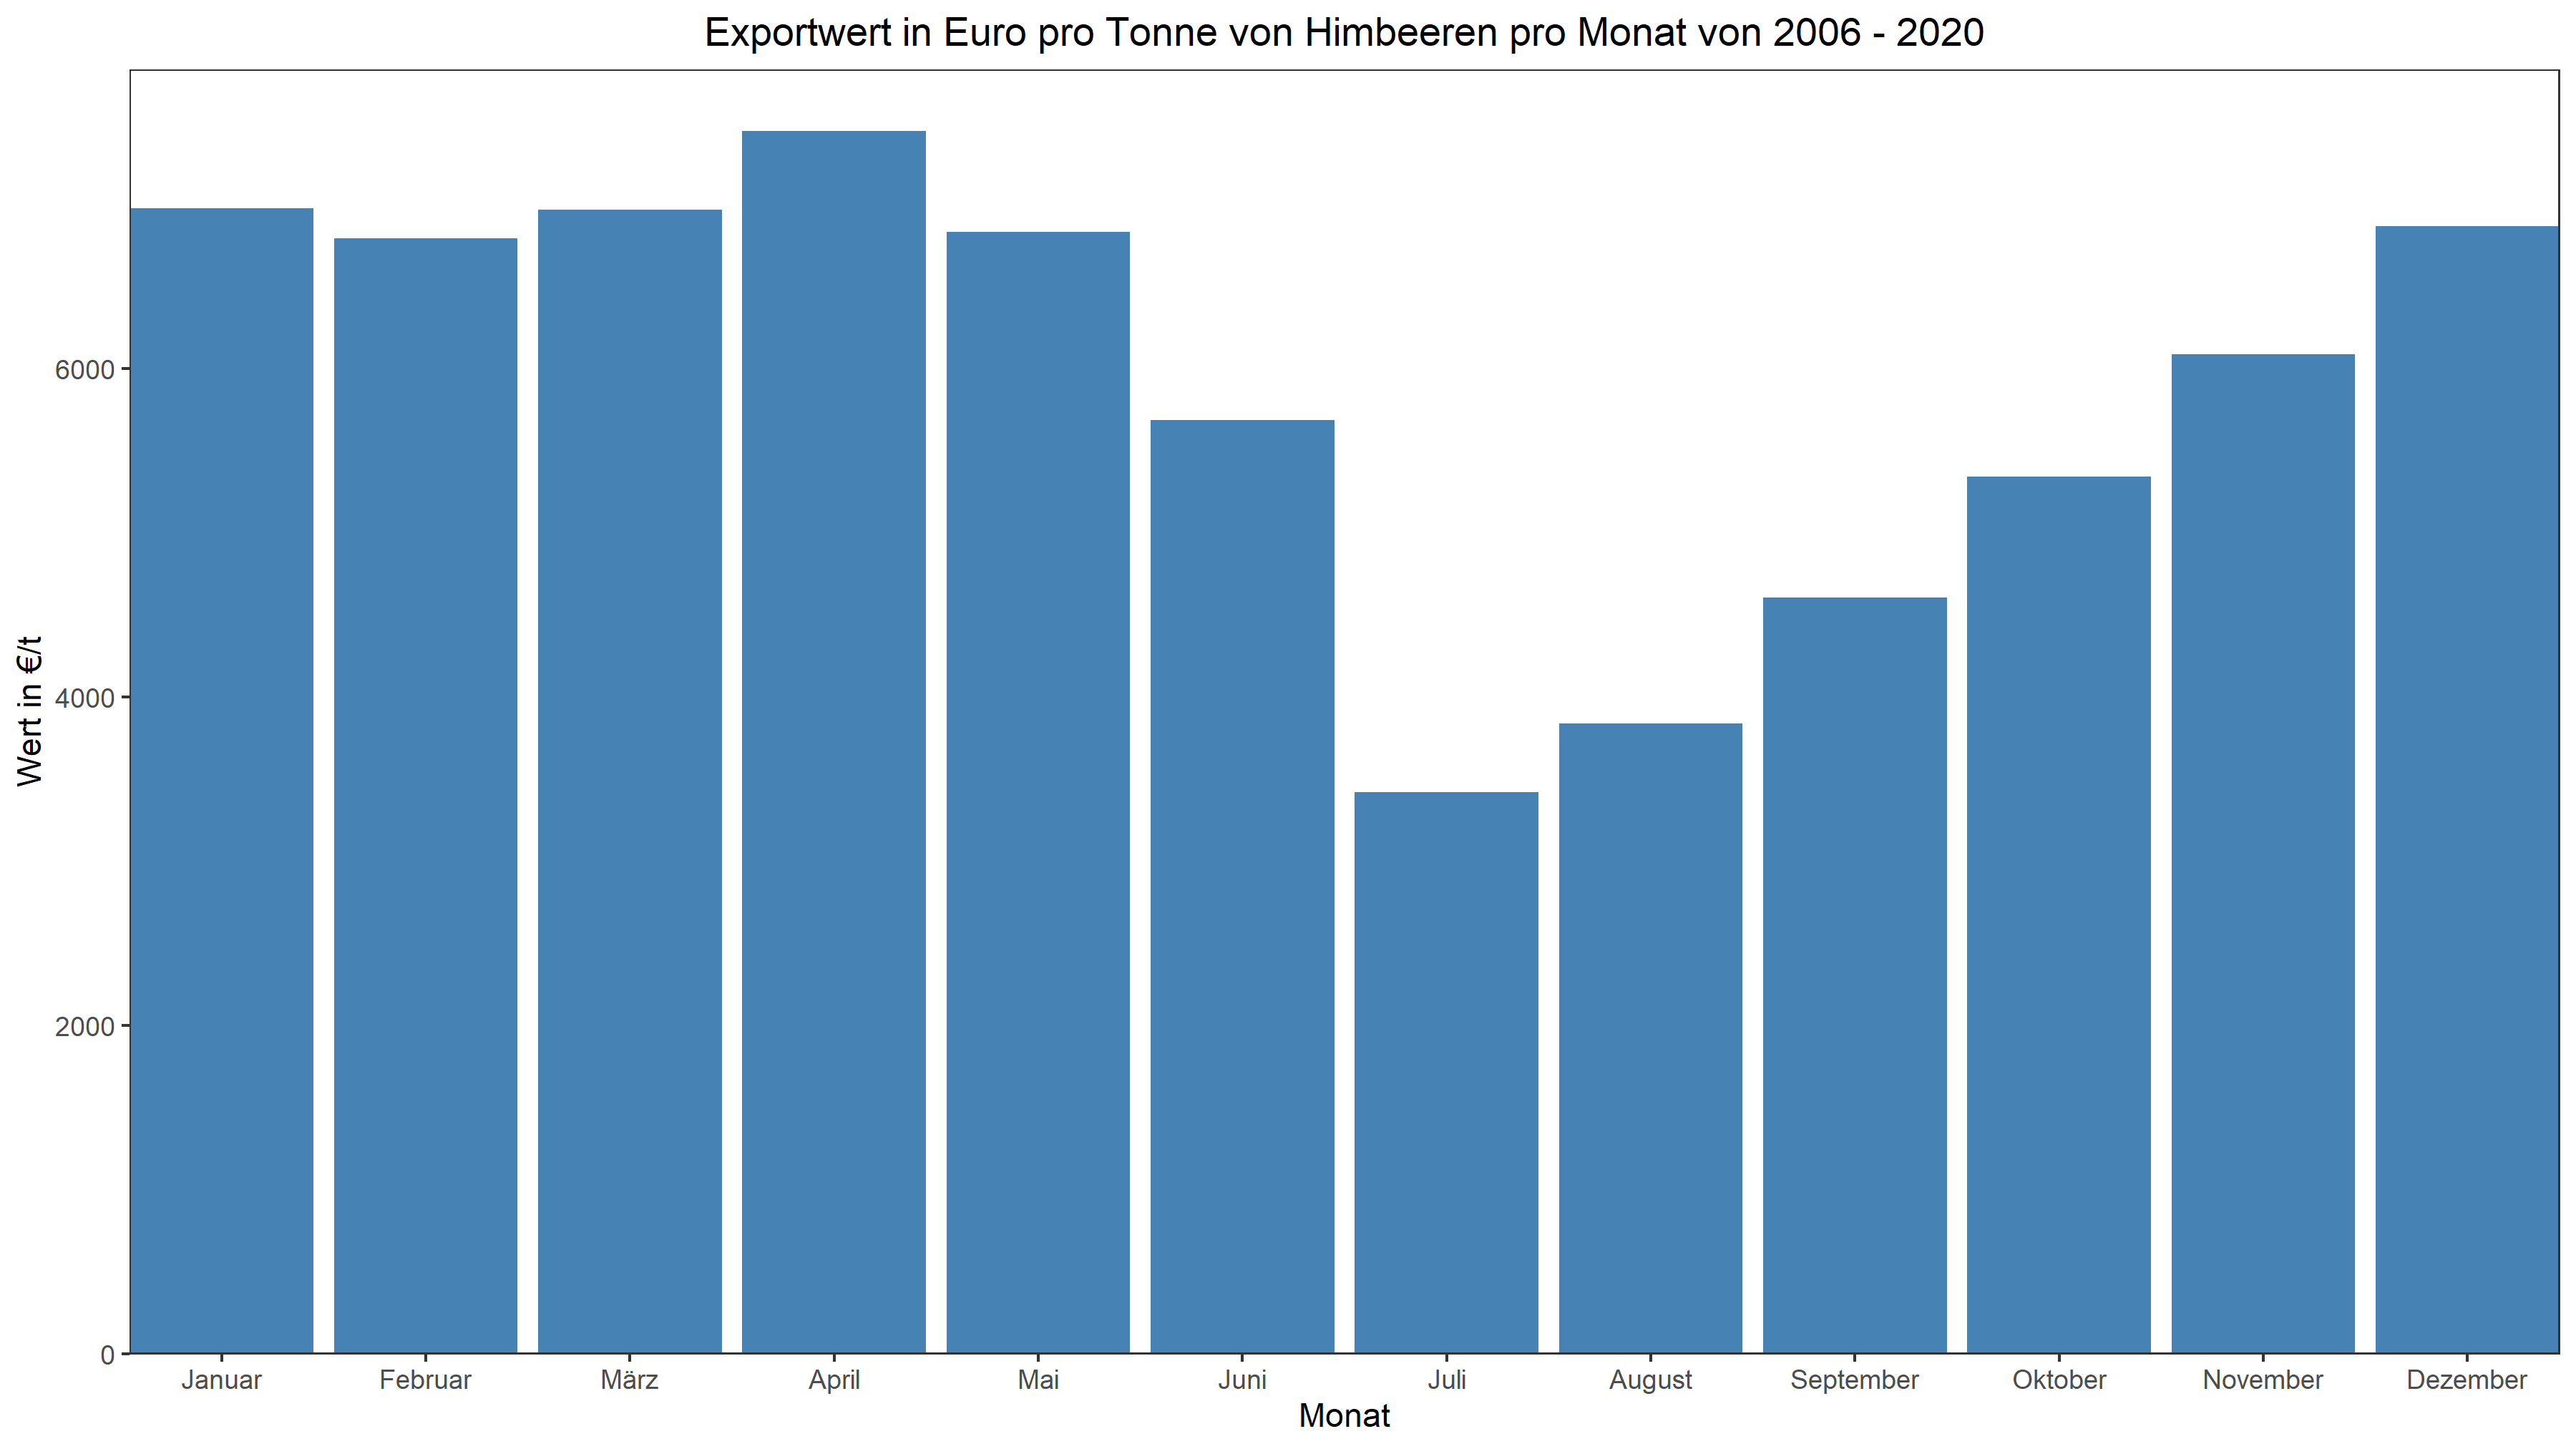 Exportwert in Euro pro Tonne von Himbeeren pro Monat von 2006 - 2020
Wert in €/t
6000
4000
2000
0
Januar Februar März April Mai Juni Juli August September Oktober November Dezember
Monat